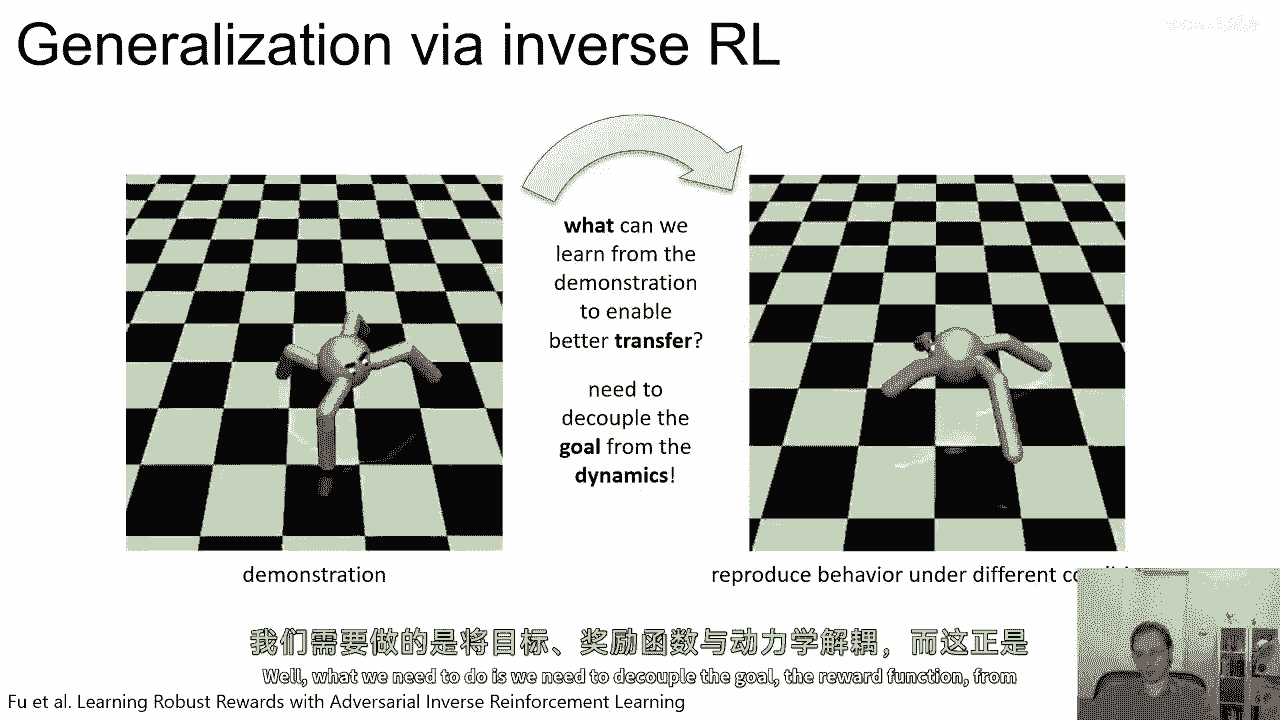 Generalization via inverse RL
what can we
learn from the
demonstration
to enable
better transfer?
need to
decouple the
goal from the
dynamics!
demonstration
reproduce behavior under different
我们需要做的是将目标、奖励函数与动力学解耦，而这正是
Well, what we need to do is we need to decouple the goal, the reward function, from
Fu et al. Learning Robust Rewards with Adversarial Inverse Reinforcement Learning